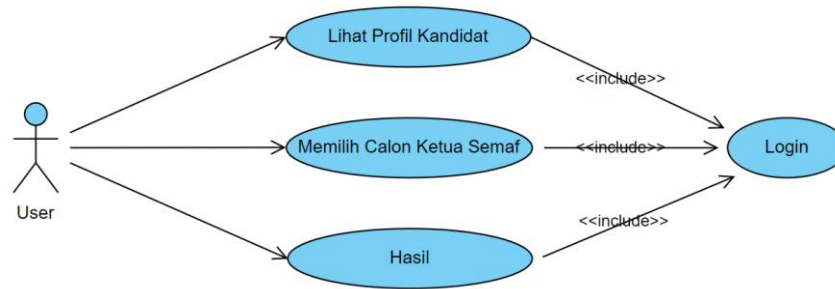 Lihat Profil Kandidat
<<include>>
Memilih Calon Ketua Semaf
<<include>>
Login
User
<<include>>
Hasil